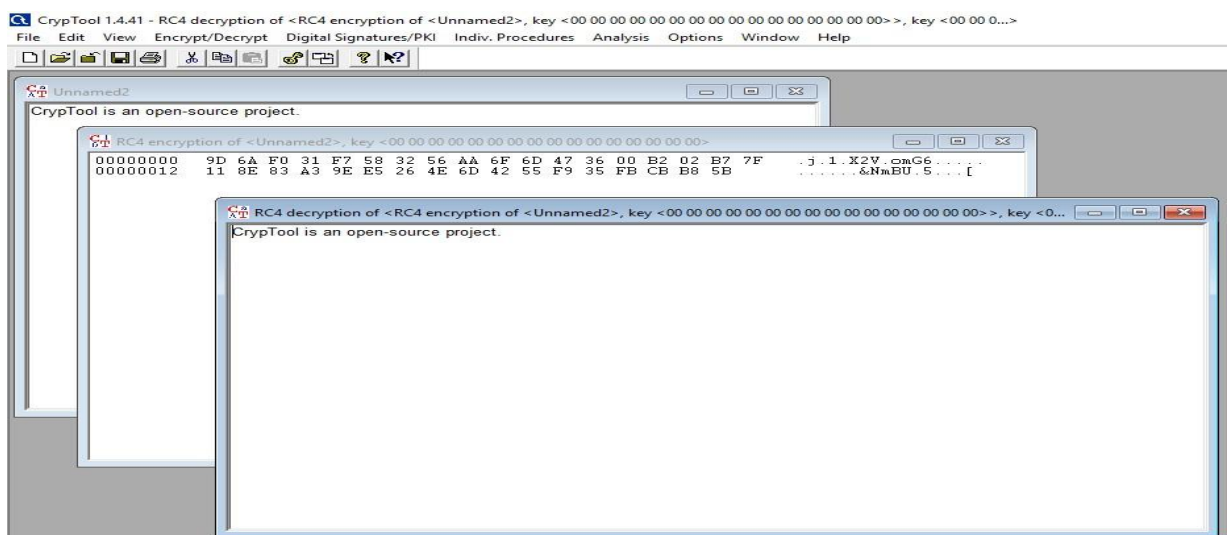 CrypTool 1.4.41 - RC4 decryption of <RC4 encryption of <Unnamed2>, key <00 00 00 00 00 00 00 00 00 00 00 00 00 00 00 00>>, key <00 00 0...>
File Edit View Encrypt/Decrypt Digital Signatures/PKI Indiv. Procedures Analysis Options Window Help
Unnamed2
CrypTool is an open-source project.
RC4 encryption of <Unnamed2>, key <00 00 00 00 00 00 00 00 00 00 00 00 00 00 00 00>
00000000 9D 6A F0 31 F7 58 32 56 AA 6F 6D 47 36 00 B2 02 B7 7F .j.1.X2V.omG6.....
00000012 11 8E 83 A3 9E E5 26 4E 6D 42 55 F9 35 FB CB B8 5B ......&NmBU.5...[
RC4 decryption of <RC4 encryption of <Unnamed2>, key <00 00 00 00 00 00 00 00 00 00 00 00 00 00 00 00>>, key <0...
CrypTool is an open-source project.